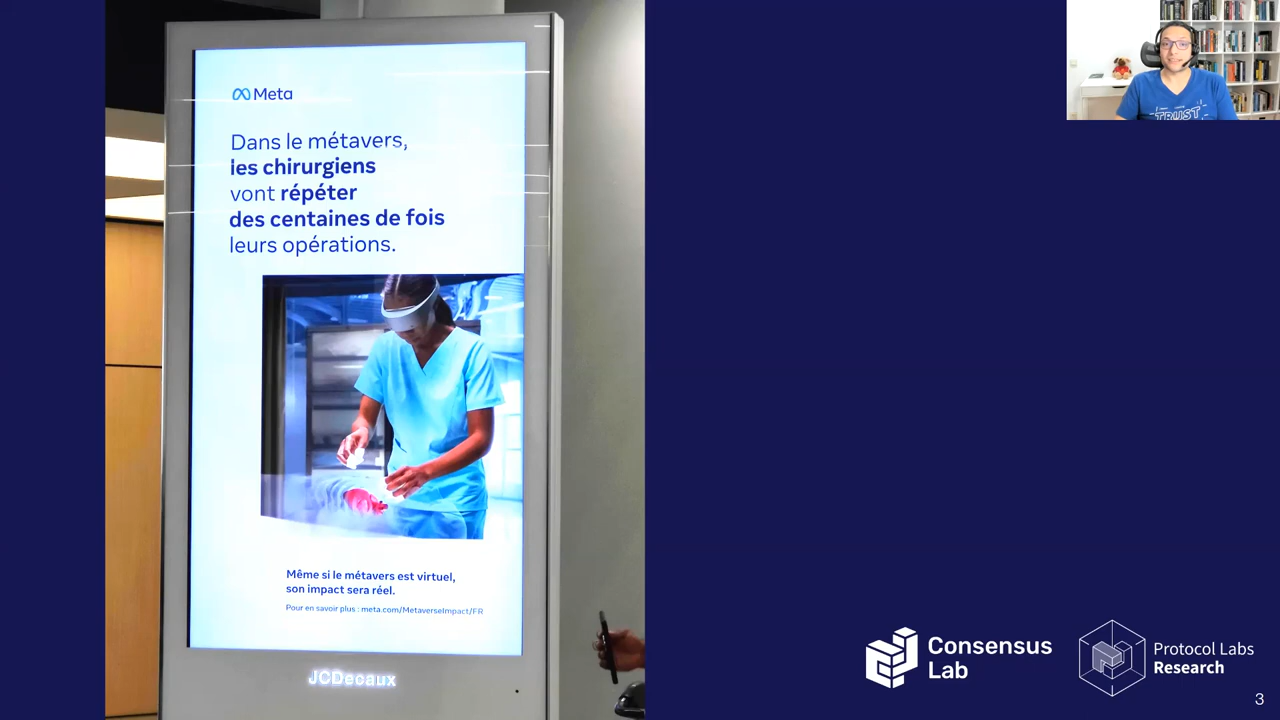 Meta
Dans le métavers,
les chirurgiens
vont répéter
des centaines de fois
leurs opérations.
Même si le métavers est virtuel,
son impact sera réel.
Pour en savoir plus : meta.com/MetaverseImpact/FR
JCDecaux
TRUST
Consensus
Lab
Protocol Labs
Research
3